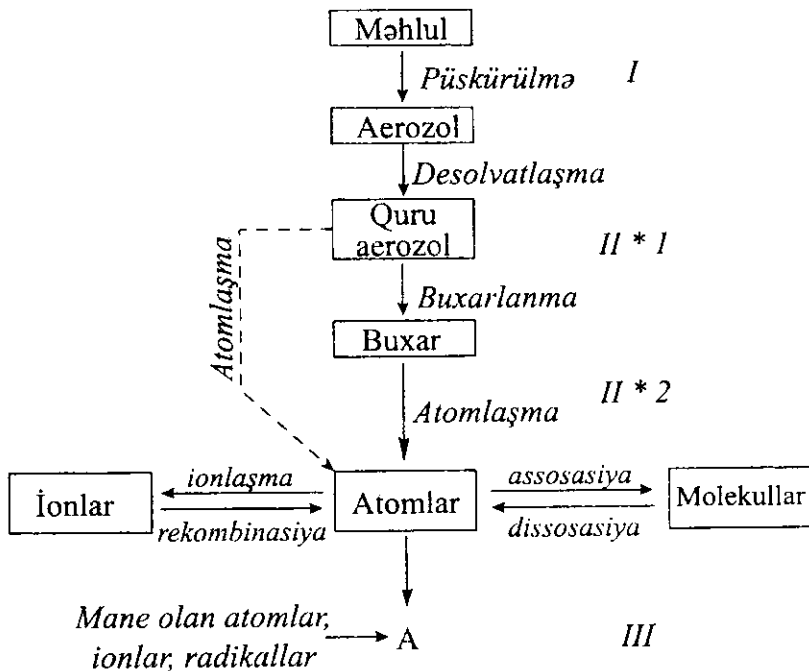 Məhlul
Püskürülmə I
Aerozol
Desolvatlaşma
Quru
aerozol
II * 1
Atomlaşma
Buxarlanma
Buxar
II * 2
Atomlaşma
İonlar
ionlaşma
rekombinasiya
Atomlar
assosasiya
dissosasiya
Molekullar
Mane olan atomlar,
ionlar, radikallar
A
III